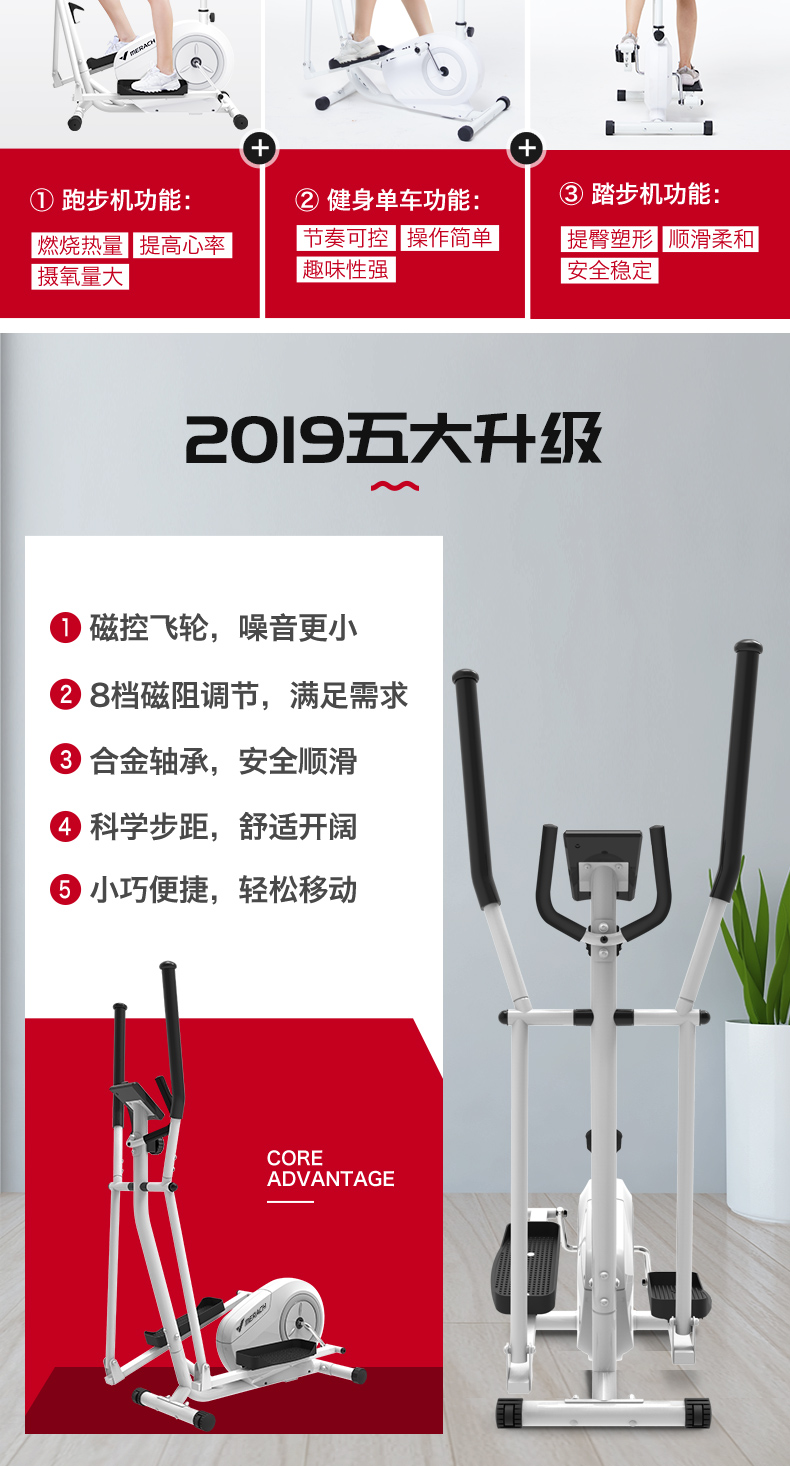 MERACH
① 跑步机功能：
燃烧热量 提高心率
摄氧量大
② 健身单车功能：
节奏可控 操作简单
趣味性强
③ 踏步机功能：
提臀塑形 顺滑柔和
安全稳定
2019五大升级
1 磁控飞轮，噪音更小
2 8档磁阻调节，满足需求
3 合金轴承，安全顺滑
4 科学步距，舒适开阔
5 小巧便捷，轻松移动
CORE
ADVANTAGE
MERACH